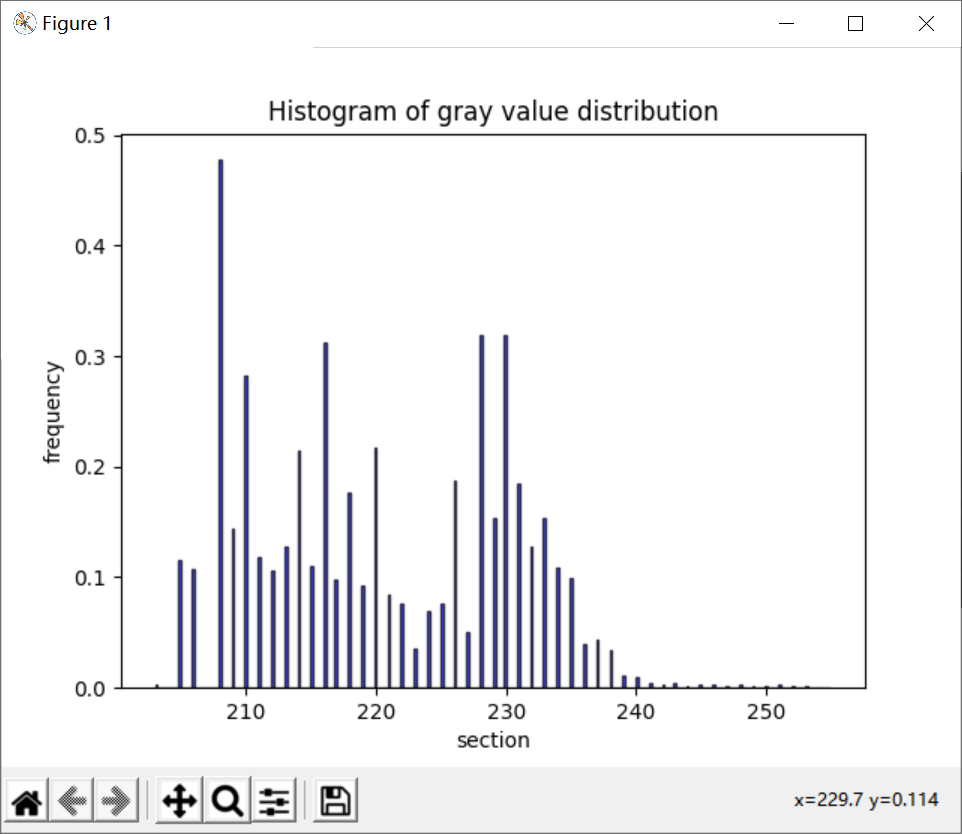 Figure 1
Histogram of gray value distribution
0.5
0.4
0.3
0.2
0.1
0.0
frequency
210 220 230 240 250
section
x=229.7 y=0.114